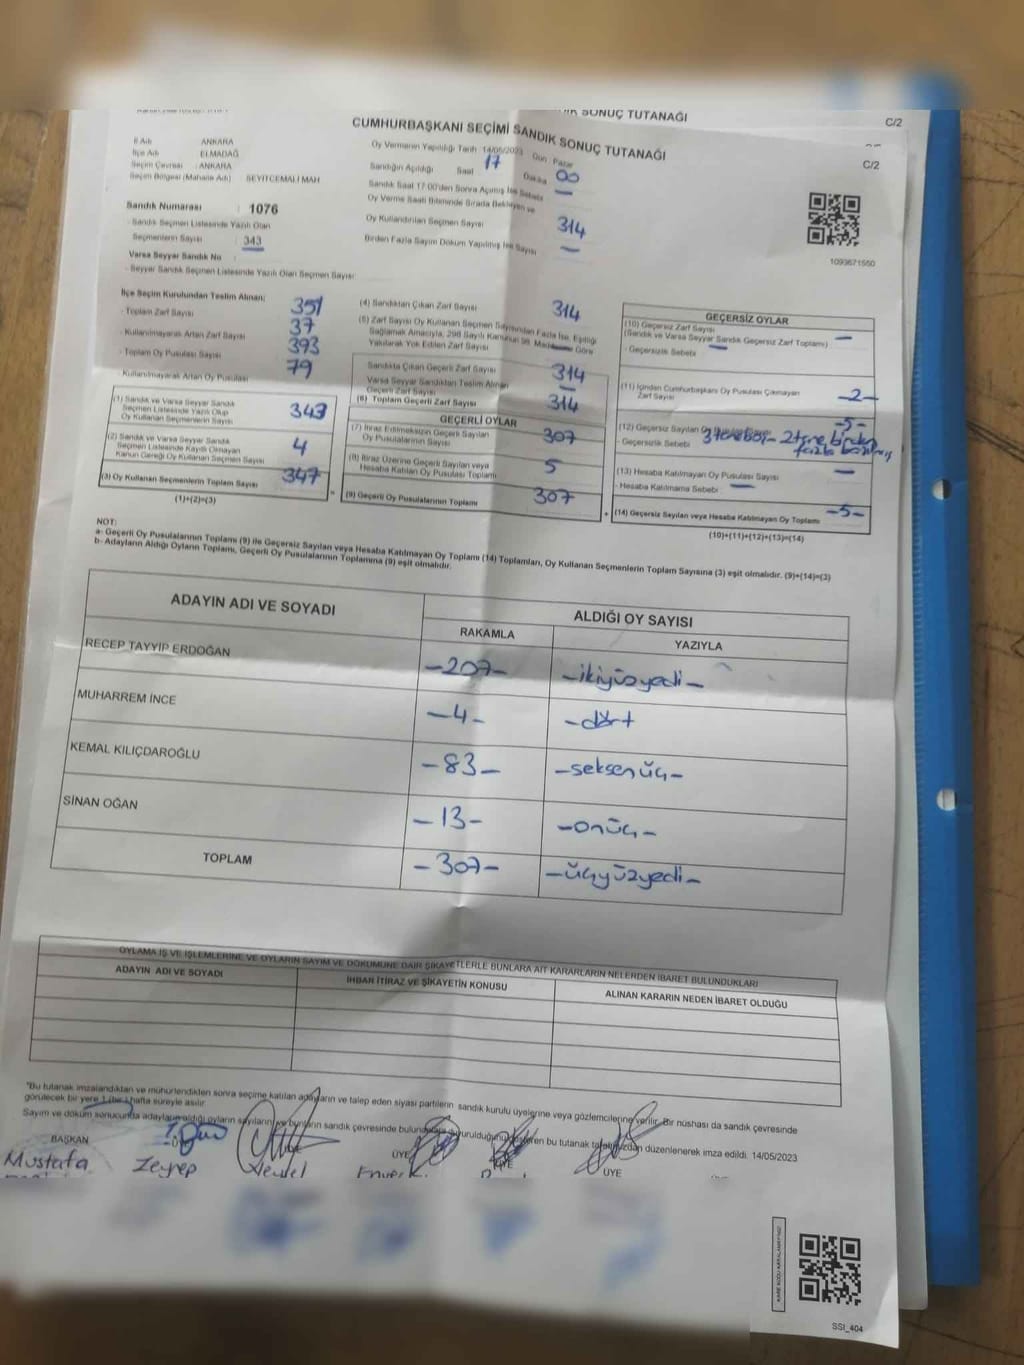 IK SONUÇ TUTANAĞI
C/2
CUMHURBAŞKANI SEÇİMİ SANDIK SONUÇ TUTANAĞI
C/2
İl Adı ANKARA
İlçe Adı ELMADAĞ
Seçim Çevresi : ANKARA
Seçim Bölgesi (Mahalle Adı) SEYİTCEMALİ MAH
Sandık Numarası : 1076
Sandık Seçmen Listesinde Yazılı Olan
Seçmenlerin Sayısı : 343
Varsa Seyyar Sandık No :
- Seyyar Sandık Seçmen Listesinde Yazılı Olan Seçmen Sayısı
Oy Vermenin Yapıldığı Tarih 14/05/2023 Gün Pazar
Sandığın Açıldığı Saat 17 Dakika 00
Sandık Saat 17:00'den Sonra Açılmış İse Sebebi —
Oy Verme Saati Bitiminde Sırada Bekleyen ve
Oy Kullandırılan Seçmen Sayısı 314
Birden Fazla Sayım Döküm Yapılmış İse Sayısı —
1093671550
İlçe Seçim Kurulundan Teslim Alınan:
- Toplam Zarf Sayısı 351
- Kullanılmayarak Artan Zarf Sayısı 37
- Toplam Oy Pusulası Sayısı 393
- Kullanılmayarak Artan Oy Pusulası 79
(1) Sandık ve Varsa Seyyar Sandık
Seçmen Listesinde Yazılı Olup
Oy Kullanan Seçmenlerin Sayısı 343
(2) Sandık ve Varsa Seyyar Sandık
Seçmen Listesinde Kayıtlı Olmayan
Kanun Gereği Oy Kullanan Seçmen Sayısı 4
(3) Oy Kullanan Seçmenlerin Toplam Sayısı 347
(1)+(2)=(3)
(4) Sandıktan Çıkan Zarf Sayısı 314
(5) Zarf Sayısı Oy Kullanan Seçmen Sayısından Fazla İse, Eşitliği
Sağlamak Amacıyla, 298 Sayılı Kanunun 98. Maddesine Göre
Yakılarak Yok Edilen Zarf Sayısı —
Sandıkta Çıkan Geçerli Zarf Sayısı 314
Varsa Seyyar Sandıktan Teslim Alınan
Geçerli Zarf Sayısı —
(6) Toplam Geçerli Zarf Sayısı 314
GEÇERLİ OYLAR
(7) İtiraz Edilmeksizin Geçerli Sayılan
Oy Pusulalarının Sayısı 307
(8) İtiraz Üzerine Geçerli Sayılan veya
Hesaba Katılan Oy Pusulalarının Toplamı 5
(9) Geçerli Oy Pusulalarının Toplamı 307
GEÇERSİZ OYLAR
(10) Geçersiz Zarf Sayısı
(Sandık ve Varsa Seyyar Sandık Geçersiz Zarf Toplamı) —
- Geçersizlik Sebebi : —
(11) İçinden Cumhurbaşkanı Oy Pusulası Çıkmayan
Zarf Sayısı -2-
(12) Geçersiz Sayılan Oy Pusulası Sayısı -5-
- Geçersizlik Sebebi 3 tene boş - 2 tene birden
fazla
(13) Hesaba Katılmayan Oy Pusulası Sayısı —
- Hesaba Katılmama Sebebi —
(14) Geçersiz Sayılan veya Hesaba Katılmayan Oy Toplamı -5-
(10)+(11)+(12)+(13)=(14)
NOT:
a- Geçerli Oy Pusulalarının Toplamı (9) ile Geçersiz Sayılan veya Hesaba Katılmayan Oy Toplamı (14) Toplamları, Oy Kullanan Seçmenlerin Toplam Sayısına (3) eşit olmalıdır. (9)+(14)=(3)
b- Adayların Aldığı Oyların Toplamı, Geçerli Oy Pusulalarının Toplamına (9) eşit olmalıdır.
ADAYIN ADI VE SOYADI ALDIĞI OY SAYISI
RAKAMLA YAZIYLA
RECEP TAYYIP ERDOĞAN -207- -ikiyüzyedi-
MUHARREM İNCE -4- -dört
KEMAL KILIÇDAROĞLU -83- -seksenüç-
SİNAN OĞAN -13- -onüç-
TOPLAM -307- -üçyüzyedi-
OYLAMA İŞ VE İŞLEMLERİNE VE OYLARIN SAYIM VE DÖKÜMÜNE DAİR ŞİKAYETLERLE BUNLARA AİT KARARLARIN NELERDEN İBARET BULUNDUKLARI
ADAYIN ADI VE SOYADI İHBAR İTİRAZ VE ŞİKAYETİN KONUSU ALINAN KARARIN NEDEN İBARET OLDUĞU
"Bu tutanak imzalandıktan ve mühürlendikten sonra seçime katılan adayların ve talep eden siyasi partilerin sandık kurulu üyelerine veya gözlemcilerine verilir. Bir nüshası da sandık çevresinde
görülecek bir yere 1 (bir) hafta süreyle asılır.
Sayım ve döküm sonucunda adayların aldığı oyların sayılarını ve bunların sandık çevresinde bulunduğu gösteren bu tutanak tarafımızdan düzenlenerek imza edildi. 14/05/2023
BAŞKAN ÜYE ÜYE ÜYE
Mustafa Zeynep
SSI_404